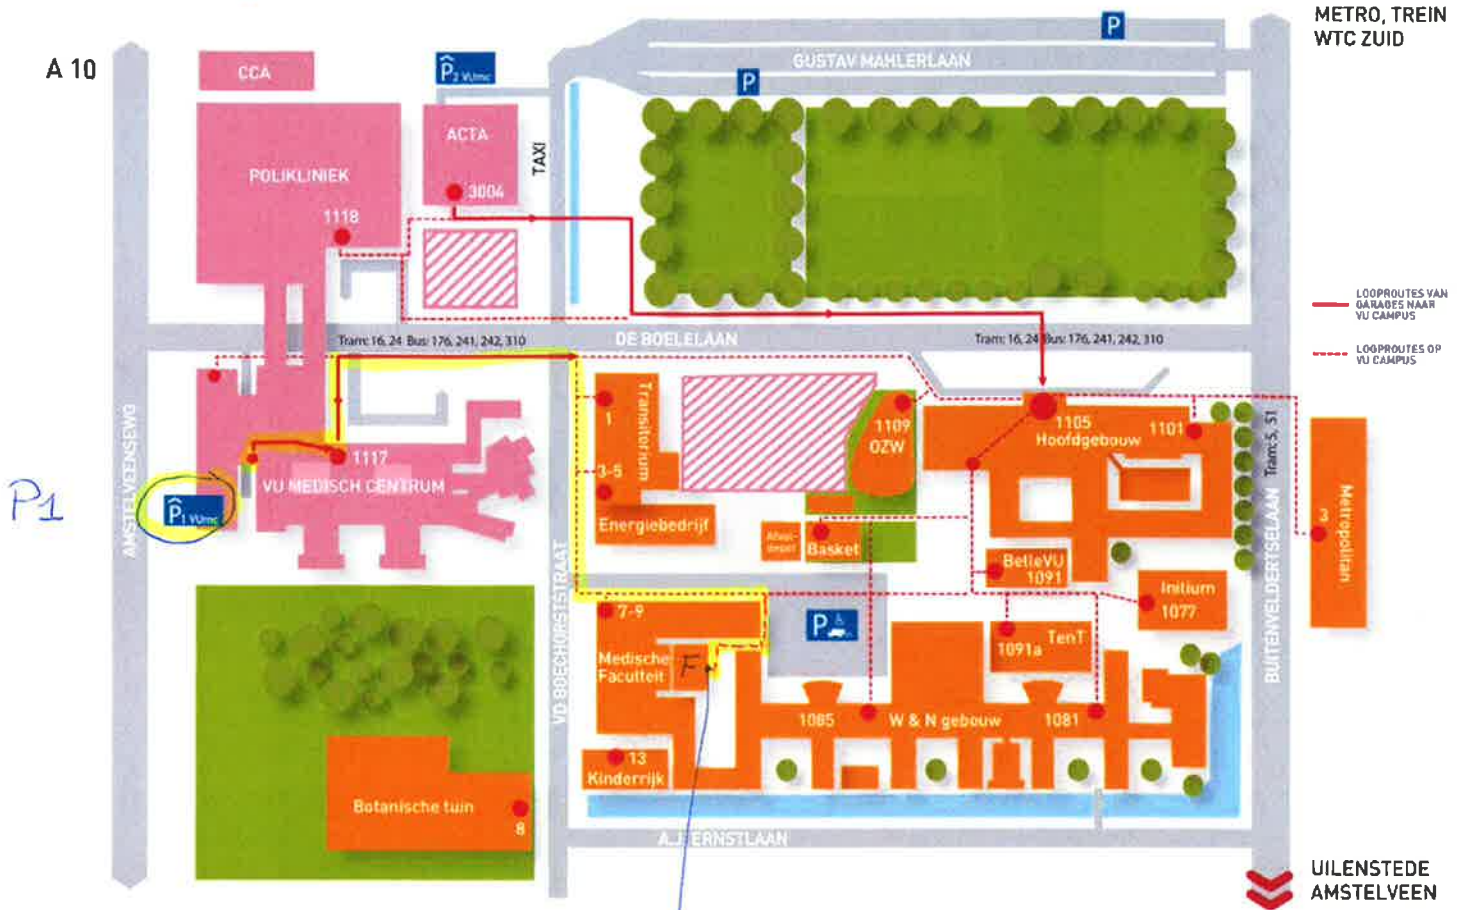 METRO, TREIN
WTC ZUID
A 10
CCA
P2 VUmc
P
GUSTAV MAHLERLAAN
P
ACTA
TAXI
POLIKLINIEK
3004
1118
LOOPROUTES VAN
GARAGES NAAR
VU CAMPUS
LOOPROUTES OP
VU CAMPUS
Tram: 16, 24 Bus: 176, 241, 242, 310
DE BOELELAAN
Tram: 16, 24 Bus: 176, 241, 242, 310
AMSTELVEENSEWG
Transitorium
1
3-5
1109
OZW
1105
Hoofdgebouw
1101
Tram: 5, 51
BUITENVELDERTSELAAN
3
Metropolitan
1117
VU MEDISCH CENTRUM
P1
P1 VUmc
Energiebedrijf
Basket
BelleVU
1091
Initium
1077
VD BOECHORSTSTRAAT
7-9
P
TenT
1091a
Medische
Faculteit
F
1085
W & N gebouw
1081
13
Kinderrijk
Botanische tuin
8
A.J. ERNSTLAAN
UILENSTEDE
AMSTELVEEN